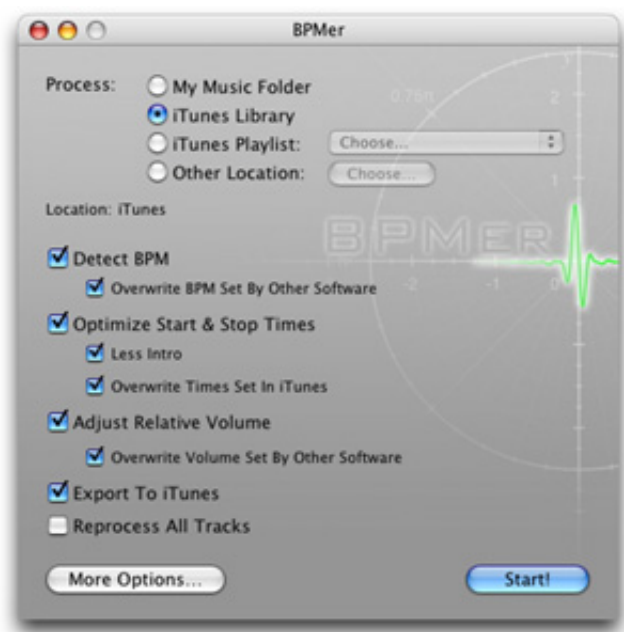 BPMer
Process: My Music Folder
iTunes Library
iTunes Playlist: Choose...
Other Location: Choose...
Location: iTunes
BPMER
Detect BPM
Overwrite BPM Set By Other Software
Optimize Start & Stop Times
Less Intro
Overwrite Times Set In iTunes
Adjust Relative Volume
Overwrite Volume Set By Other Software
Export To iTunes
Reprocess All Tracks
More Options... Start!